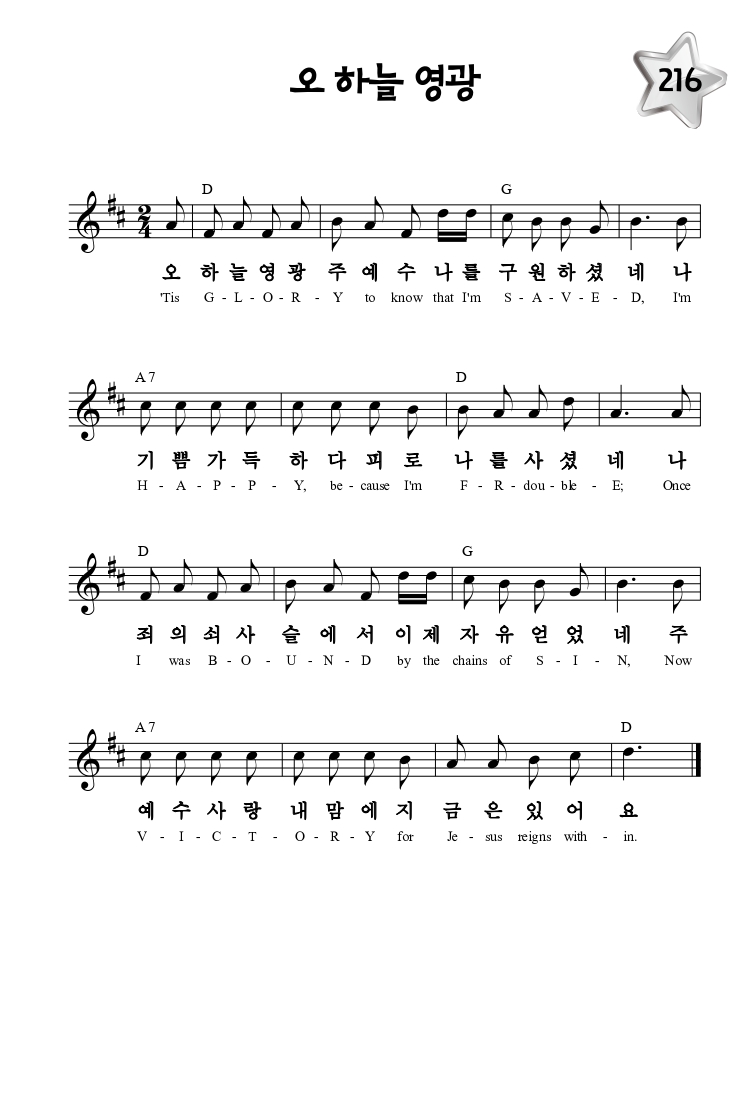 오 하늘 영광
216
2
4
D G
오 하 늘 영 광 주 예 수 나 를 구 원 하 셨 네 나
'Tis G - L - O - R - Y to know that I'm S - A - V - E - D, I'm
A 7 D
기 쁨 가 득 하 다 피 로 나 를 사 셨 네 나
H - A - P - P - Y, be - cause I'm F - R - dou - ble - E; Once
D G
죄 의 쇠 사 슬 에 서 이 제 자 유 얻 었 네 주
I was B - O - U - N - D by the chains of S - I - N, Now
A 7 D
예 수 사 랑 내 맘 에 지 금 은 있 어 요
V - I - C - T - O - R - Y for Je - sus reigns with - in.